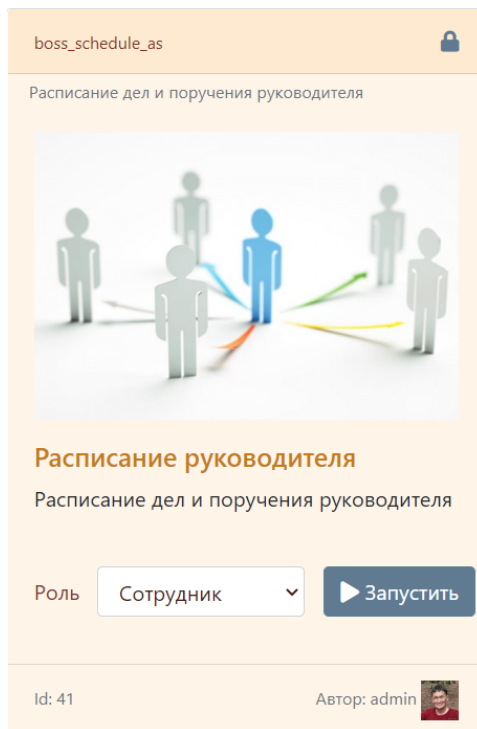 boss_schedule_as
Расписание дел и поручения руководителя
Расписание руководителя
Расписание дел и поручения руководителя
Роль Сотрудник Запустить
Id: 41 Автор: admin